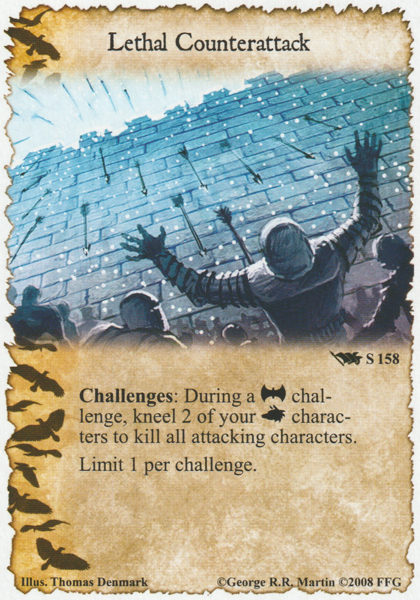 Lethal Counterattack
S 158
Challenges: During a chal-
lenge, kneel 2 of your charac-
ters to kill all attacking characters.
Limit 1 per challenge.
Illus. Thomas Denmark ©George R.R. Martin ©2008 FFG